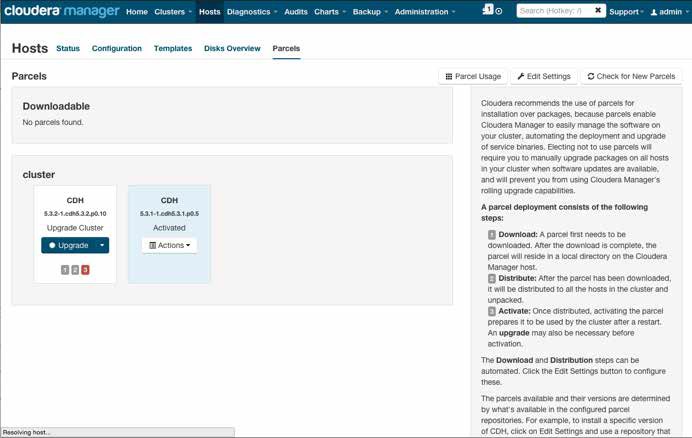 cloudera manager Home Clusters Hosts Diagnostics Audits Charts Backup Administration 1 Search (Hotkey: /) Support admin
Hosts Status Configuration Templates Disks Overview Parcels
Parcels Parcel Usage Edit Settings Check for New Parcels
Downloadable
No parcels found.
cluster
CDH
5.3.2-1.cdh5.3.2.p0.10
Upgrade Cluster
Upgrade
1 2 3
CDH
5.3.1-1.cdh5.3.1.p0.5
Activated
Actions
Cloudera recommends the use of parcels for
installation over packages, because parcels enable
Cloudera Manager to easily manage the software on
your cluster, automating the deployment and upgrade
of service binaries. Electing not to use parcels will
require you to manually upgrade packages on all hosts
in your cluster when software updates are available,
and will prevent you from using Cloudera Manager's
rolling upgrade capabilities.
A parcel deployment consists of the following
steps:
1 Download: A parcel first needs to be
downloaded. After the download is complete, the
parcel will reside in a local directory on the Cloudera
Manager host.
2 Distribute: After the parcel has been downloaded,
it will be distributed to all the hosts in the cluster and
unpacked.
3 Activate: Once distributed, activating the parcel
prepares it to be used by the cluster after a restart.
An upgrade may also be necessary before
activation.
The Download and Distribution steps can be
automated. Click the Edit Settings button to configure
these.
The parcels available and their versions are determined
by what's available in the configured parcel
repositories. For example, to install a specific version
of CDH, click on Edit Settings and use a repository that
Resolving host...